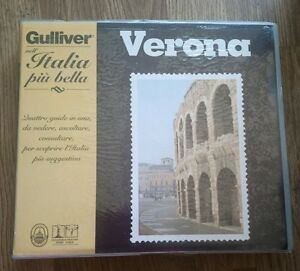 Gulliver
nell'
Italia
più bella
Quattro guide in una,
da vedere, ascoltare,
consultare,
per scoprire l'Italia
più suggestiva
Verona